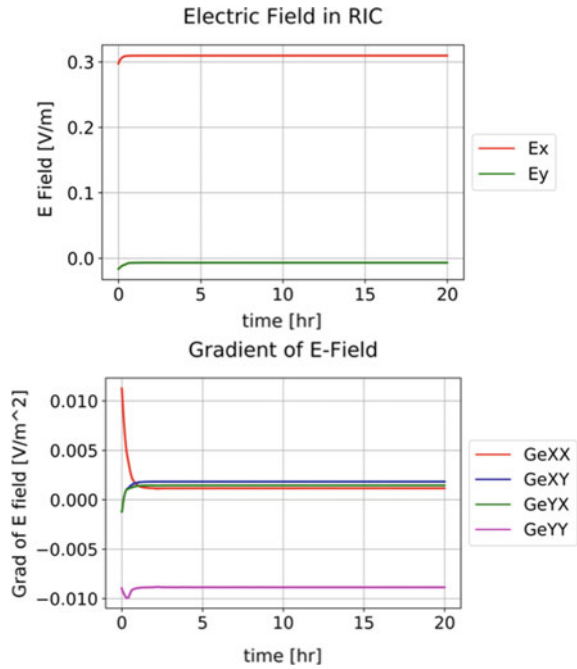 Electric Field in RIC
0.3
0.2
0.1
0.0
E Field [V/m]
0 5 10 15 20
time [hr]
Ex
Ey
Gradient of E-Field
0.010
0.005
0.000
−0.005
−0.010
Grad of E field [V/m^2]
0 5 10 15 20
time [hr]
GeXX
GeXY
GeYX
GeYY